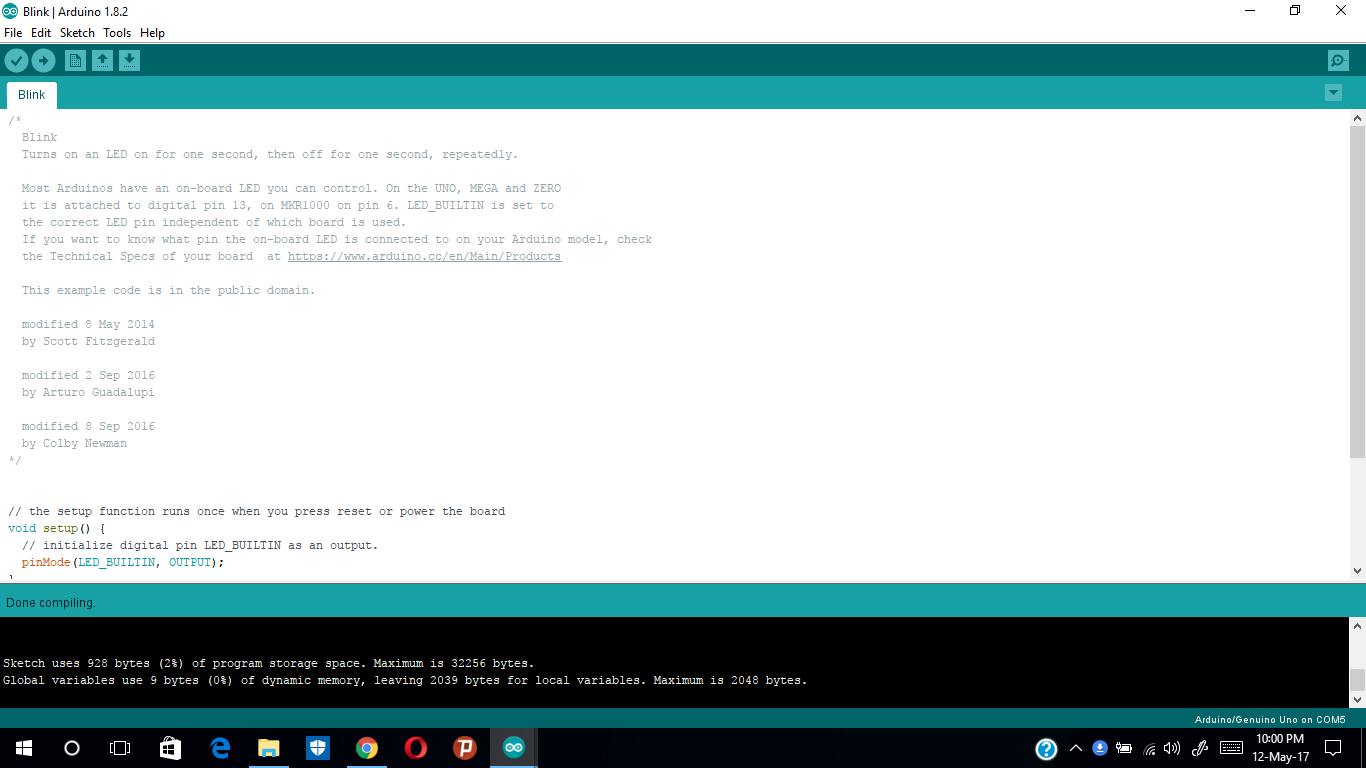 Blink | Arduino 1.8.2
File Edit Sketch Tools Help
Blink
/*
Blink
Turns on an LED on for one second, then off for one second, repeatedly.
Most Arduinos have an on-board LED you can control. On the UNO, MEGA and ZERO
it is attached to digital pin 13, on MKR1000 on pin 6. LED_BUILTIN is set to
the correct LED pin independent of which board is used.
If you want to know what pin the on-board LED is connected to on your Arduino model, check
the Technical Specs of your board  at https://www.arduino.cc/en/Main/Products
This example code is in the public domain.
modified 8 May 2014
by Scott Fitzgerald
modified 2 Sep 2016
by Arturo Guadalupi
modified 8 Sep 2016
by Colby Newman
*/
// the setup function runs once when you press reset or power the board
void setup() {
// initialize digital pin LED_BUILTIN as an output.
pinMode(LED_BUILTIN, OUTPUT);
}
Done compiling.
Sketch uses 928 bytes (2%) of program storage space. Maximum is 32256 bytes.
Global variables use 9 bytes (0%) of dynamic memory, leaving 2039 bytes for local variables. Maximum is 2048 bytes.
Arduino/Genuino Uno on COM5
10:00 PM
12-May-17